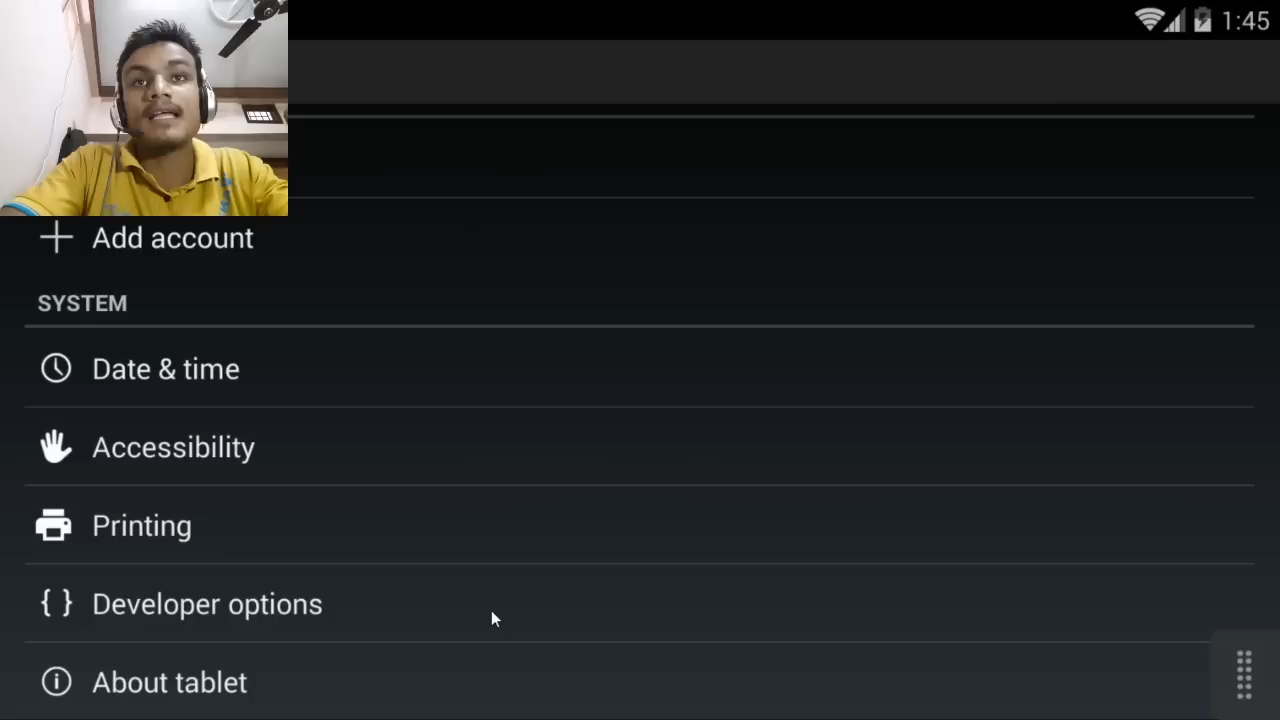 1:45
Add account
SYSTEM
Date & time
Accessibility
Printing
{ } Developer options
About tablet